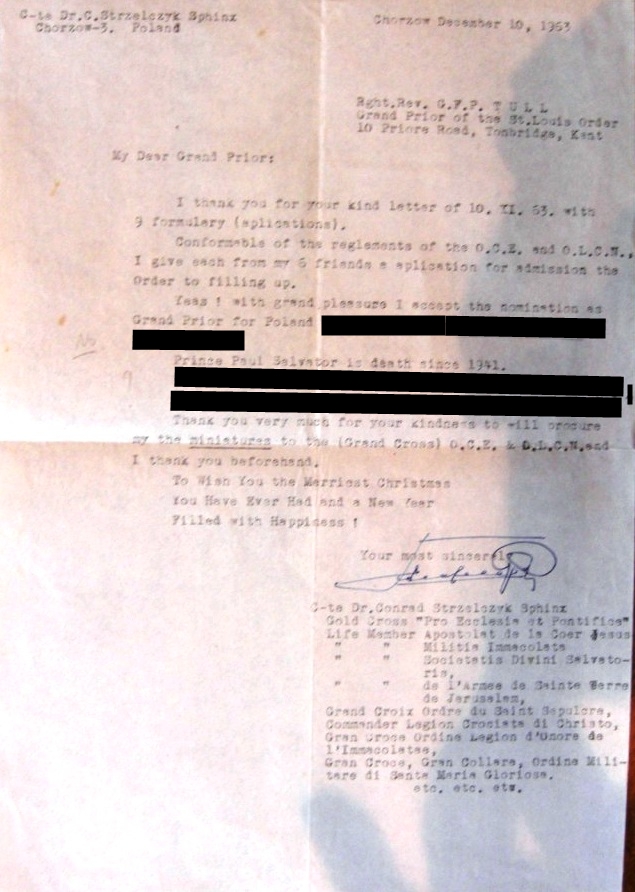 C-te Dr.C.Strzelczyk Sphinx
Chorzow-3. Poland
Chorzow December 10, 1963
Rght.Rev. G.F.P. T U L L
Grand Prior of the St.Louis Order
10 Priore Road, Tonbridge, Kent
My Dear Grand Prior:
I thank you for your kind letter of 10. XI. 63. with
9 formulary (aplications).
Conformable of the reglements of the O.C.E. and O.L.C.N.,
I give each from my 6 friends a aplication for admission the
Order to filling up.
Yeas ! with grand pleasure I accept the nomination as
Grand Prior for Poland
No
Prince Paul Salvator is death since 1941.
Thank you very much for your kindness to will procure
my the miniatures to the (Grand Cross) O.C.E. & O.L.C.N.and
I thank you beforehand.
To Wish You the Merriest Christmas
You Have Ever Had and a New Year
Filled with Happiness !
Your most sincerely
C-te Dr.Conrad Strzelczyk Sphinx
Gold Cross "Pro Ecclesia et Pontifice"
Life Member Apostolat de la Coer Jesus
" " Militia Immacolata
" " Societatis Divini Salvato-
ris,
" " de l'Armee de Sainte Terre
de Jerusalem,
Grand Croix Ordre du Saint Sepulcre,
Commander Legion Crociata di Christo,
Gran Croce Ordine Legion d'Onore de
l'Immacolatae,
Gran Croce, Gran Collare, Ordine Mili-
tare di Santa Maria Gloriosa.
etc. etc. etw.